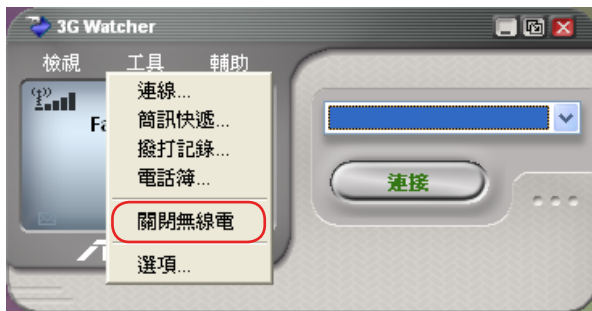 3G Watcher
檢視 工具 輔助
連線...
簡訊快遞...
撥打記錄...
電話簿...
關閉無線電
選項...
連接